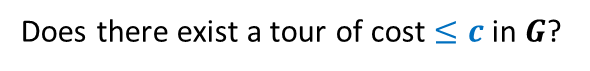 Does there exist a tour of cost ≤ c in G?